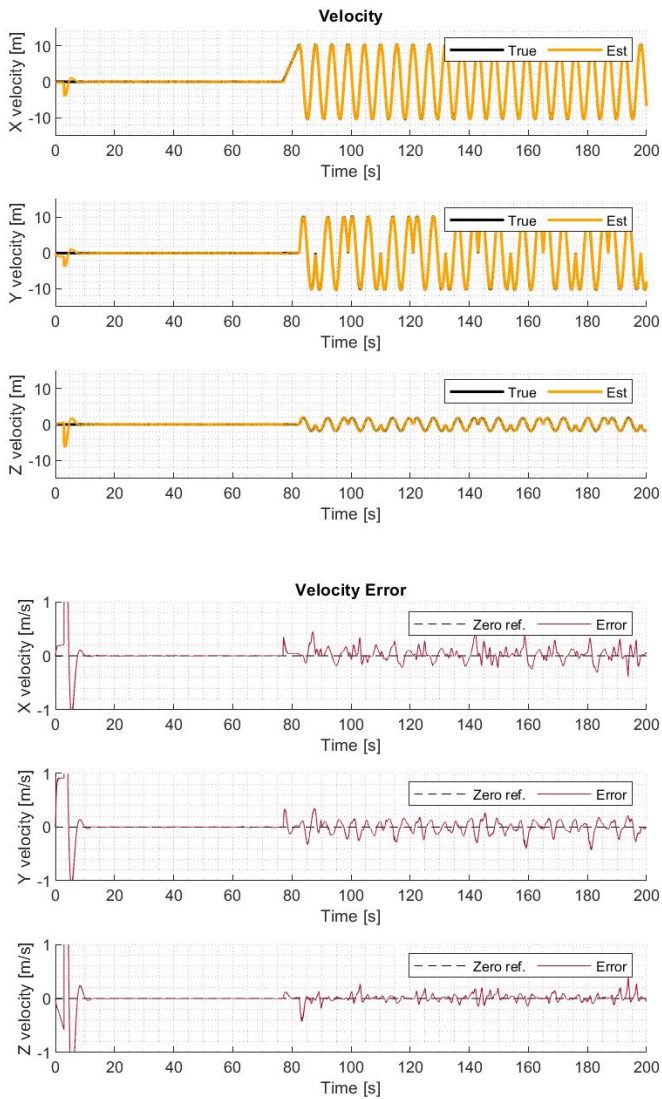 Velocity
X velocity [m]
10
0
-10
True Est
0 20 40 60 80 100 120 140 160 180 200
Time [s]
Y velocity [m]
10
0
-10
True Est
0 20 40 60 80 100 120 140 160 180 200
Time [s]
Z velocity [m]
10
0
-10
True Est
0 20 40 60 80 100 120 140 160 180 200
Time [s]
Velocity Error
X velocity [m/s]
1
0
-1
Zero ref. Error
0 20 40 60 80 100 120 140 160 180 200
Time [s]
Y velocity [m/s]
1
0
-1
Zero ref. Error
0 20 40 60 80 100 120 140 160 180 200
Time [s]
Z velocity [m/s]
1
0
-1
Zero ref. Error
0 20 40 60 80 100 120 140 160 180 200
Time [s]